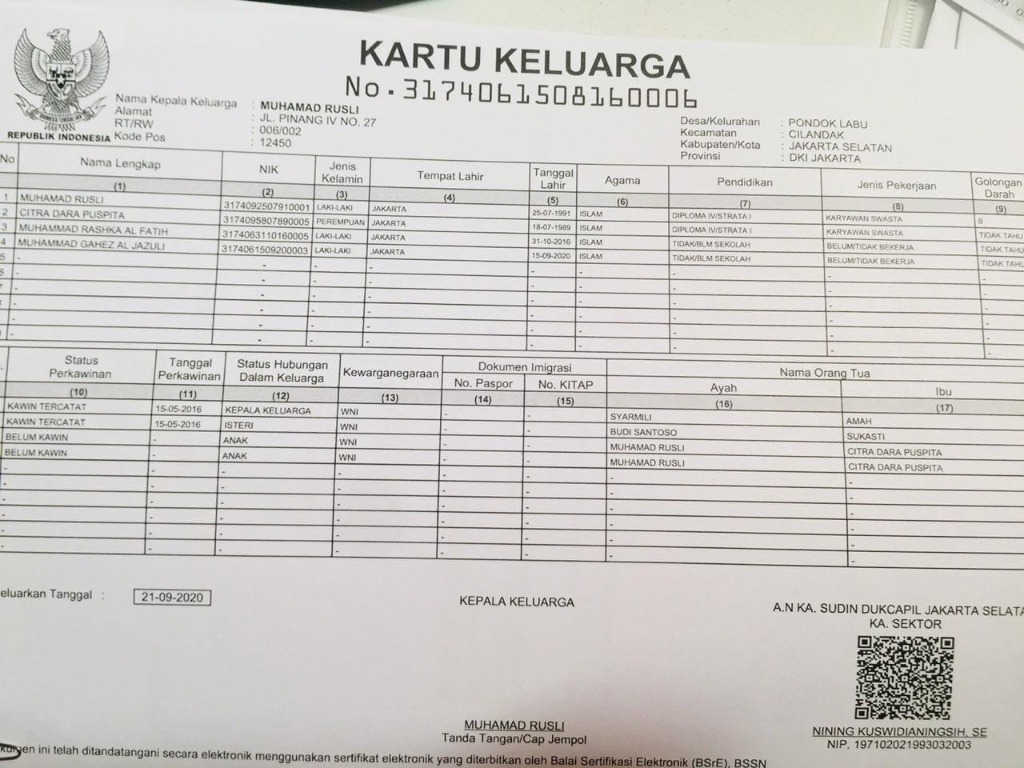 KARTU KELUARGA
No. 3174061508160006
REPUBLIK INDONESIA
Nama Kepala Keluarga : MUHAMAD RUSLI
Alamat : JL. PINANG IV NO. 27
RT/RW : 006/002
Kode Pos : 12450
Desa/Kelurahan : PONDOK LABU
Kecamatan : CILANDAK
Kabupaten/Kota : JAKARTA SELATAN
Provinsi : DKI JAKARTA
No Nama Lengkap NIK Jenis Kelamin Tempat Lahir Tanggal Lahir Agama Pendidikan Jenis Pekerjaan Golongan Darah
(1) (2) (3) (4) (5) (6) (7) (8) (9)
1 MUHAMAD RUSLI 3174092507910001 LAKI-LAKI JAKARTA 25-07-1991 ISLAM DIPLOMA IV/STRATA I KARYAWAN SWASTA B
2 CITRA DARA PUSPITA 3174095807890005 PEREMPUAN JAKARTA 18-07-1989 ISLAM DIPLOMA IV/STRATA I KARYAWAN SWASTA TIDAK TAHU
3 MUHAMMAD RASHKA AL FATIH 3174063110160005 LAKI-LAKI JAKARTA 31-10-2016 ISLAM TIDAK/BLM SEKOLAH BELUM/TIDAK BEKERJA TIDAK TAHU
4 MUHAMMAD GAHEZ AL JAZULI 3174061509200003 LAKI-LAKI JAKARTA 15-09-2020 ISLAM TIDAK/BLM SEKOLAH BELUM/TIDAK BEKERJA TIDAK TAHU
5 - - - - - - - - -
Status Perkawinan Tanggal Perkawinan Status Hubungan Dalam Keluarga Kewarganegaraan Dokumen Imigrasi Nama Orang Tua
No. Paspor No. KITAP Ayah Ibu
(10) (11) (12) (13) (14) (15) (16) (17)
KAWIN TERCATAT 15-05-2016 KEPALA KELUARGA WNI - - SYARMILI AMAH
KAWIN TERCATAT 15-05-2016 ISTERI WNI - - BUDI SANTOSO SUKASTI
BELUM KAWIN - ANAK WNI - - MUHAMAD RUSLI CITRA DARA PUSPITA
BELUM KAWIN - ANAK WNI - - MUHAMAD RUSLI CITRA DARA PUSPITA
eluarkan Tanggal : 21-09-2020
KEPALA KELUARGA
MUHAMAD RUSLI
Tanda Tangan/Cap Jempol
A.N KA. SUDIN DUKCAPIL JAKARTA SELATA
KA. SEKTOR
NINING KUSWIDIANINGSIH, SE
NIP. 197102021993032003
kumen ini telah ditandatangani secara elektronik menggunakan sertifikat elektronik yang diterbitkan oleh Balai Sertifikasi Elektronik (BSrE), BSSN